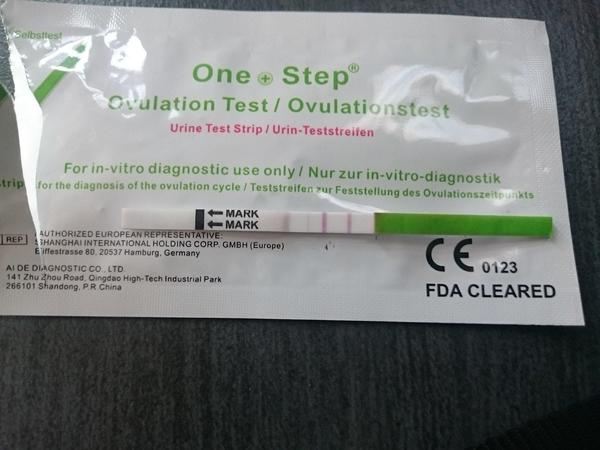 Selbsttest
One + Step®
Ovulation Test / Ovulationstest
Urine Test Strip / Urin-Teststreifen
For in-vitro diagnostic use only / Nur zur in-vitro-diagnostik
strip for the diagnosis of the ovulation cycle / Teststreifen zur Feststellung des Ovulationszeitpunkts
← MARK
← MARK
REP
AUTHORIZED EUROPEAN REPRESENTATIVE:
SHANGHAI INTERNATIONAL HOLDING CORP. GMBH (Europe)
Eiffestrasse 80, 20537 Hamburg, Germany
AI DE DIAGNOSTIC CO., LTD.
141 Zhu Zhou Road, Qingdao High-Tech Industrial Park
266101 Shandong, P.R China
CE 0123
FDA CLEARED